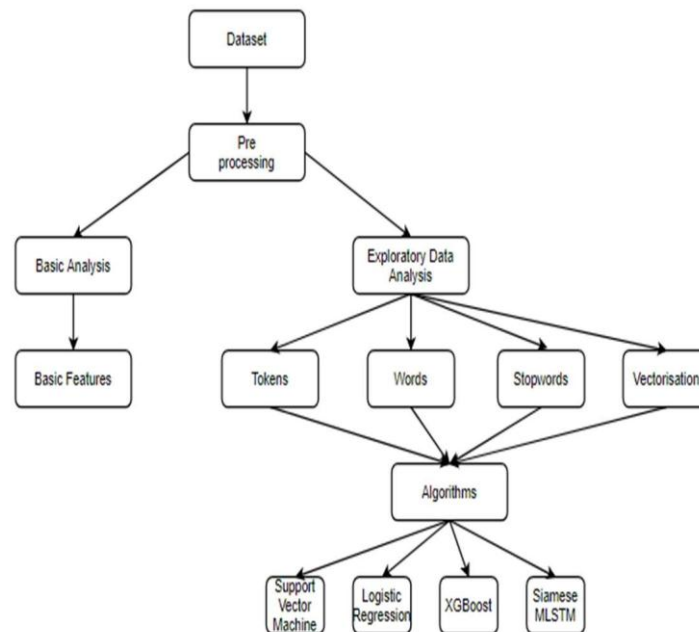 Dataset
Pre
processing
Basic Analysis
Exploratory Data
Analysis
Basic Features
Tokens
Words
Stopwords
Vectorisation
Algorithms
Support
Vector
Machine
Logistic
Regression
XGBoost
Siamese
MLSTM